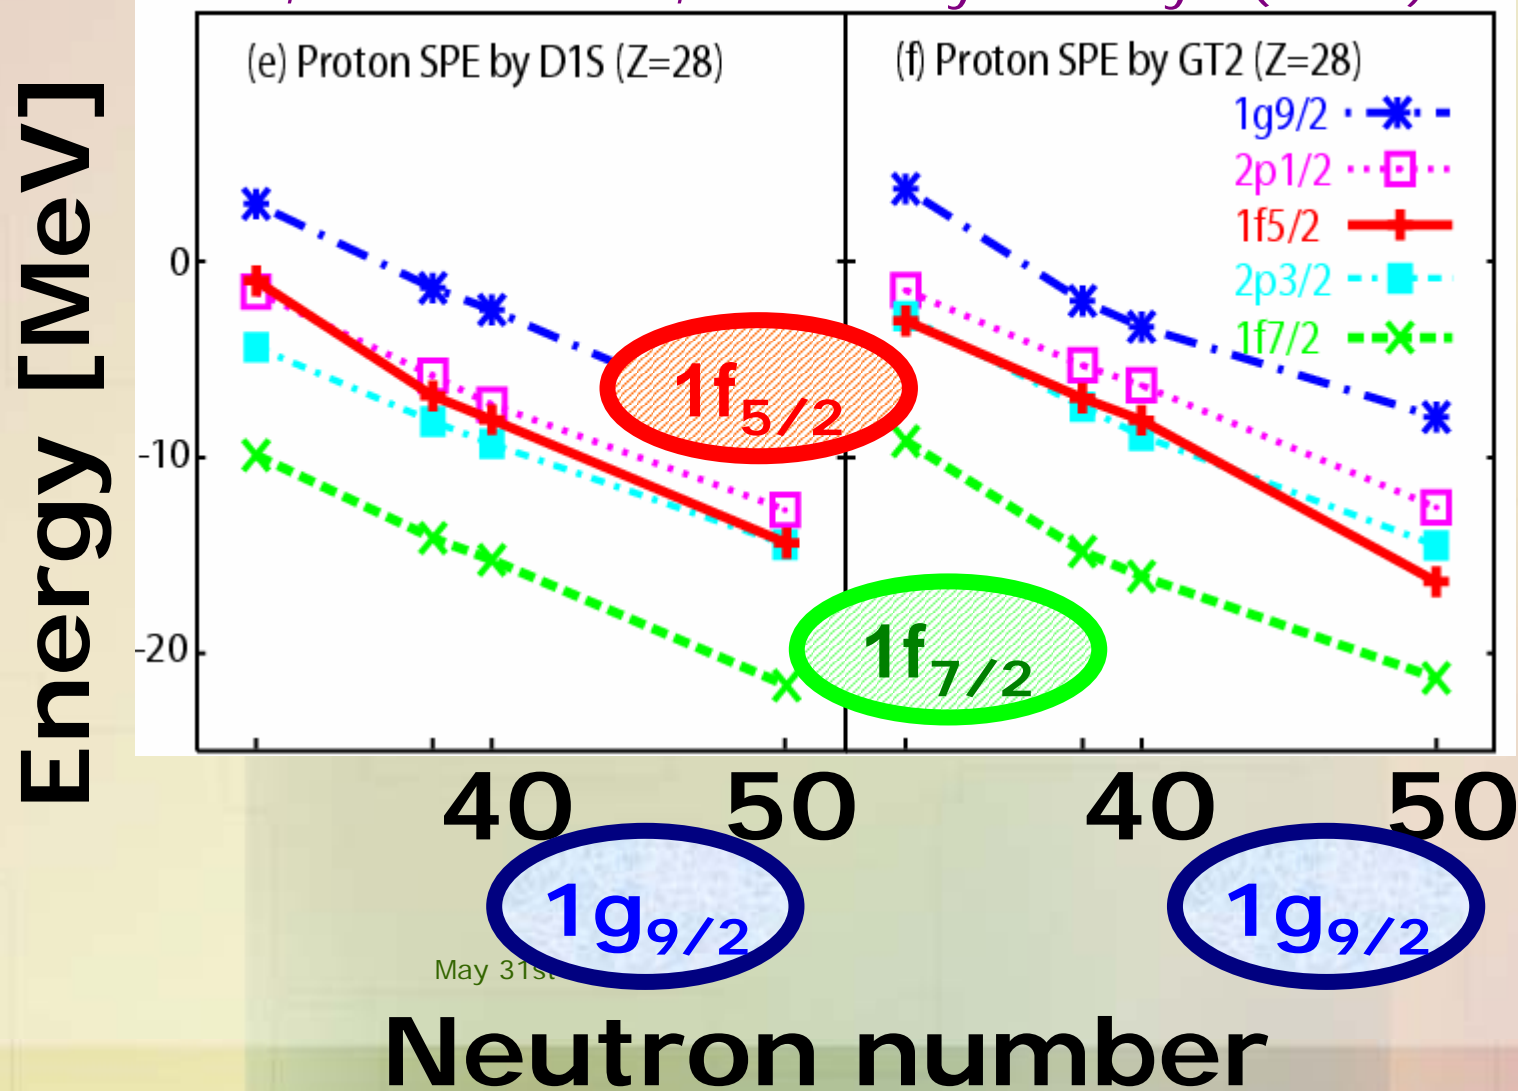 (e) Proton SPE by D1S (Z=28)
(f) Proton SPE by GT2 (Z=28)
1g9/2
2p1/2
1f5/2
2p3/2
1f7/2
Energy [MeV]
0
-10
-20
1f5/2
1f7/2
40 50 40 50
1g9/2 1g9/2
May 31st
Neutron number